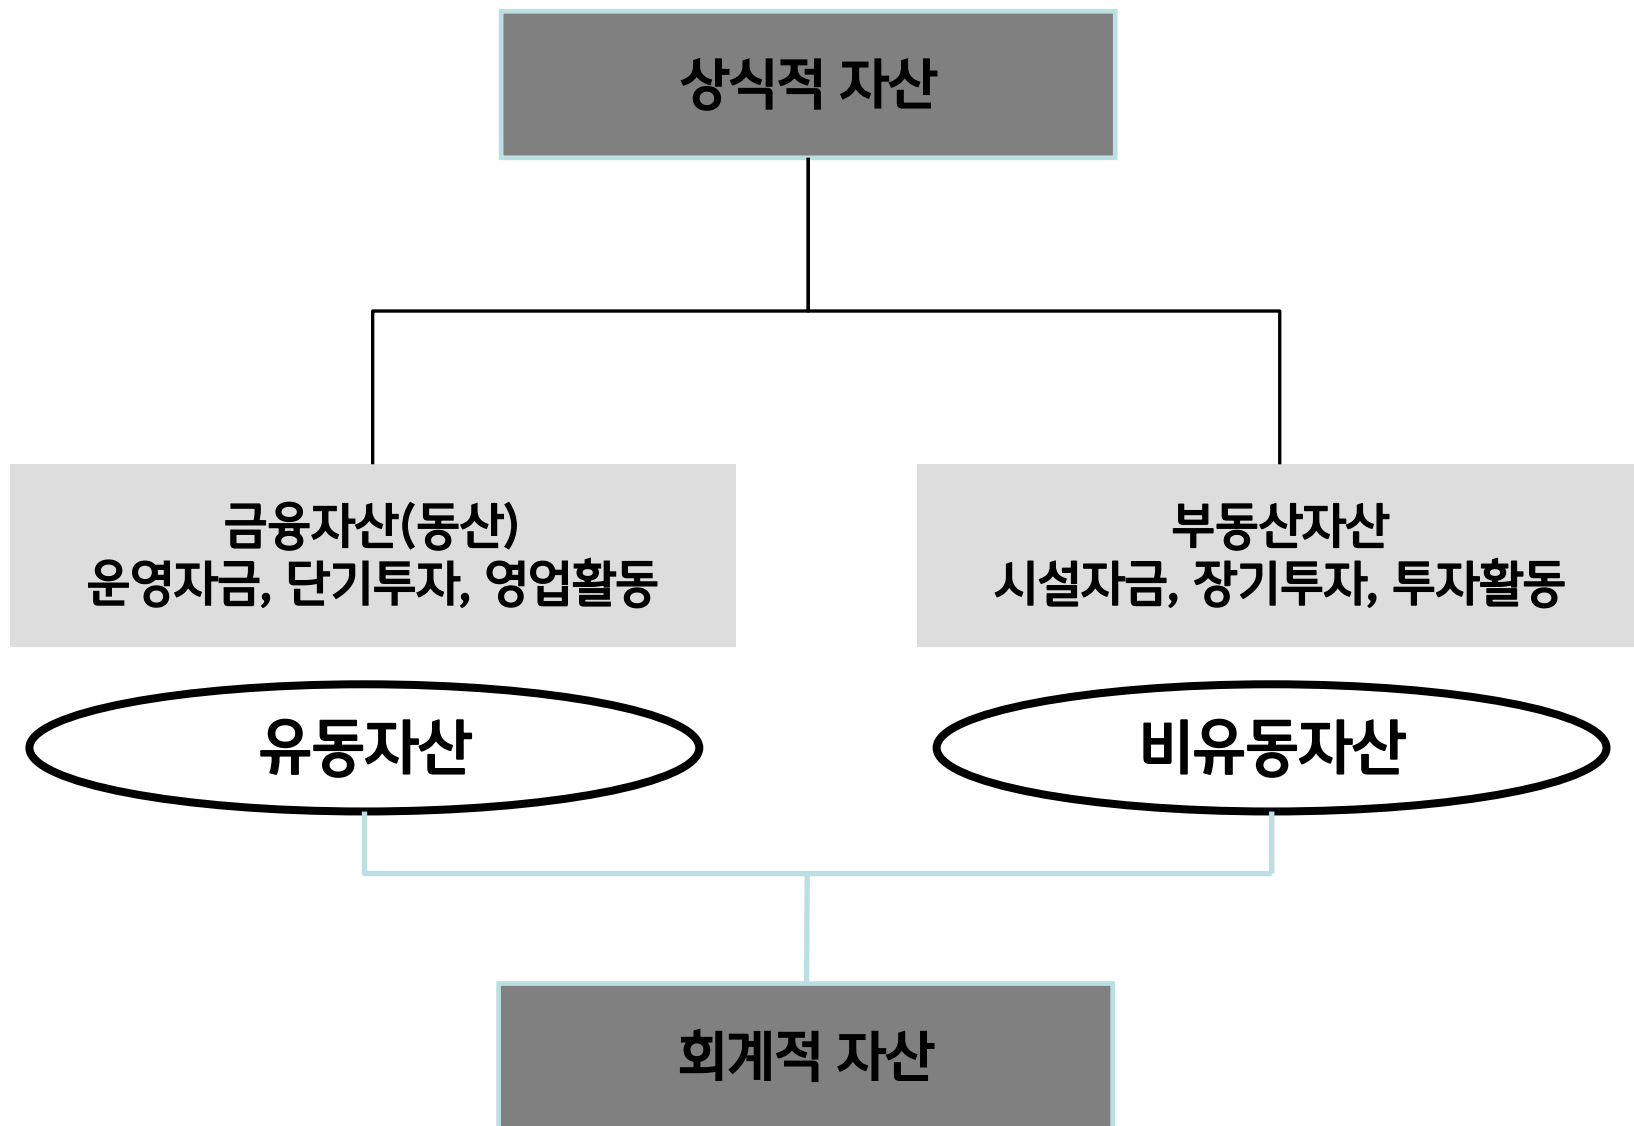 상식적 자산
금융자산(동산)
운영자금, 단기투자, 영업활동
부동산자산
시설자금, 장기투자, 투자활동
유동자산
비유동자산
회계적 자산